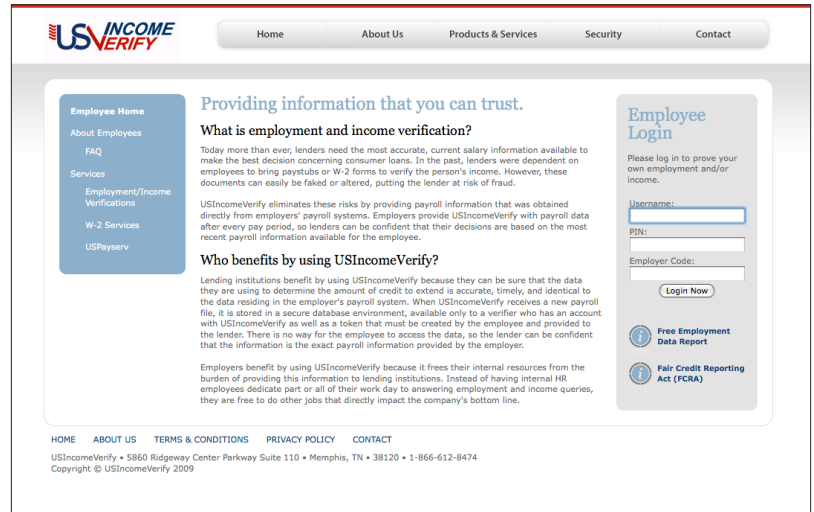 US INCOME
VERIFY
Home About Us Products & Services Security Contact
Employee Home
About Employees
FAQ
Services
Employment/Income
Verifications
W-2 Services
USPayserv
Providing information that you can trust.
What is employment and income verification?
Today more than ever, lenders need the most accurate, current salary information available to
make the best decision concerning consumer loans. In the past, lenders were dependent on
employees to bring paystubs or W-2 forms to verify the person's income. However, these
documents can easily be faked or altered, putting the lender at risk of fraud.
USIncomeVerify eliminates these risks by providing payroll information that was obtained
directly from employers' payroll systems. Employers provide USIncomeVerify with payroll data
after every pay period, so lenders can be confident that their decisions are based on the most
recent payroll information available for the employee.
Who benefits by using USIncomeVerify?
Lending institutions benefit by using USIncomeVerify because they can be sure that the data
they are using to determine the amount of credit to extend is accurate, timely, and identical to
the data residing in the employer's payroll system. When USIncomeVerify receives a new payroll
file, it is stored in a secure database environment, available only to a verifier who has an account
with USIncomeVerify as well as a token that must be created by the employee and provided to
the lender. There is no way for the employee to access the data, so the lender can be confident
that the information is the exact payroll information provided by the employer.
Employers benefit by using USIncomeVerify because it frees their internal resources from the
burden of providing this information to lending institutions. Instead of having internal HR
employees dedicate part or all of their work day to answering employment and income queries,
they are free to do other jobs that directly impact the company's bottom line.
Employee
Login
Please log in to prove your
own employment and/or
income.
Username:
PIN:
Employer Code:
Login Now
i
Free Employment
Data Report
i
Fair Credit Reporting
Act (FCRA)
HOME ABOUT US TERMS & CONDITIONS PRIVACY POLICY CONTACT
USIncomeVerify • 5860 Ridgeway Center Parkway Suite 110 • Memphis, TN • 38120 • 1-866-612-8474
Copyright © USIncomeVerify 2009